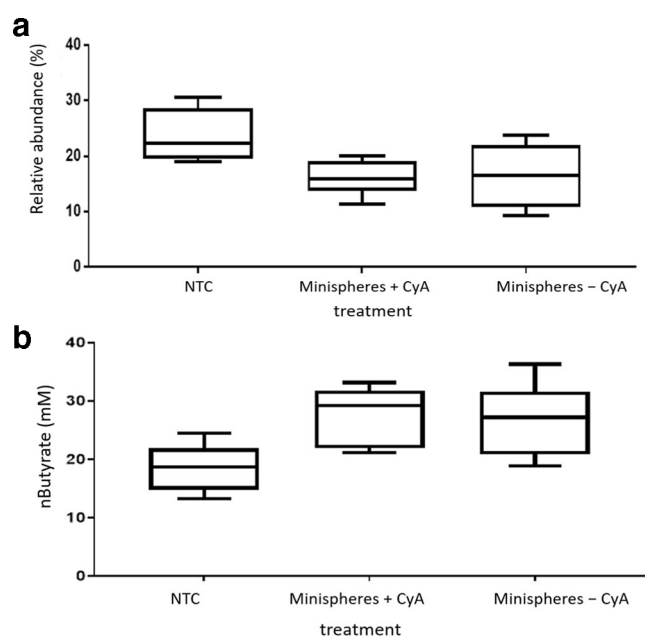 a
Relative abundance (%)
40
30
20
10
0
NTC
Minispheres + CyA
Minispheres − CyA
treatment
b
nButyrate (mM)
40
30
20
10
0
NTC
Minispheres + CyA
Minispheres − CyA
treatment